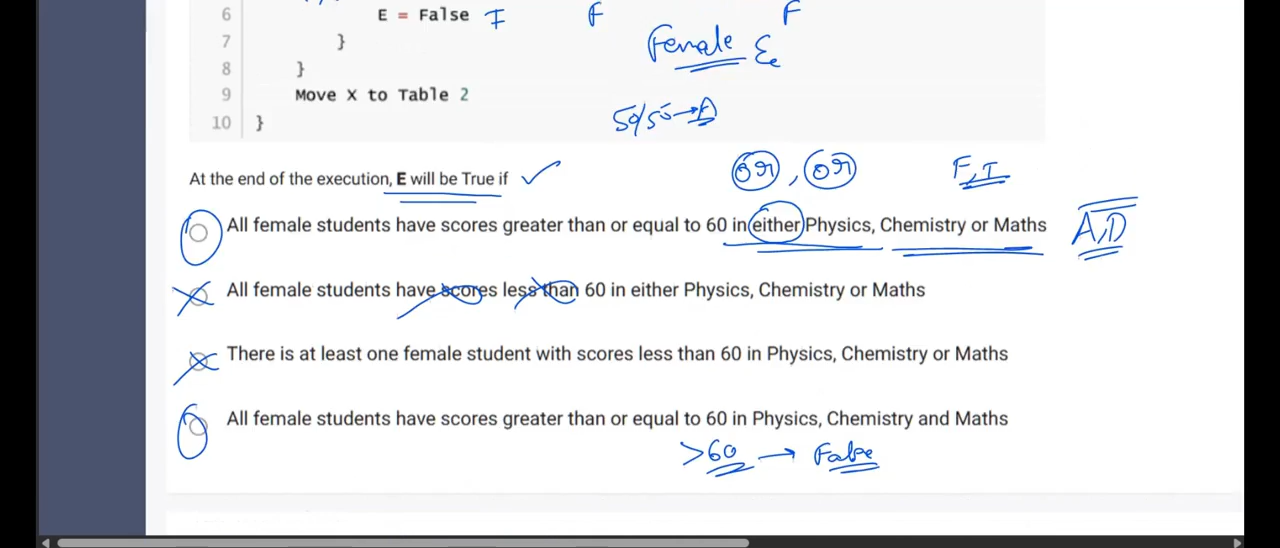 6 E = False F F F
7 }
Female E
8 }
9 Move X to Table 2
50/50→A
10 }
or, or F, I
At the end of the execution, E will be True if
All female students have scores greater than or equal to 60 in either Physics, Chemistry or Maths A,D
All female students have scores less than 60 in either Physics, Chemistry or Maths
There is at least one female student with scores less than 60 in Physics, Chemistry or Maths
All female students have scores greater than or equal to 60 in Physics, Chemistry and Maths
>60 → False